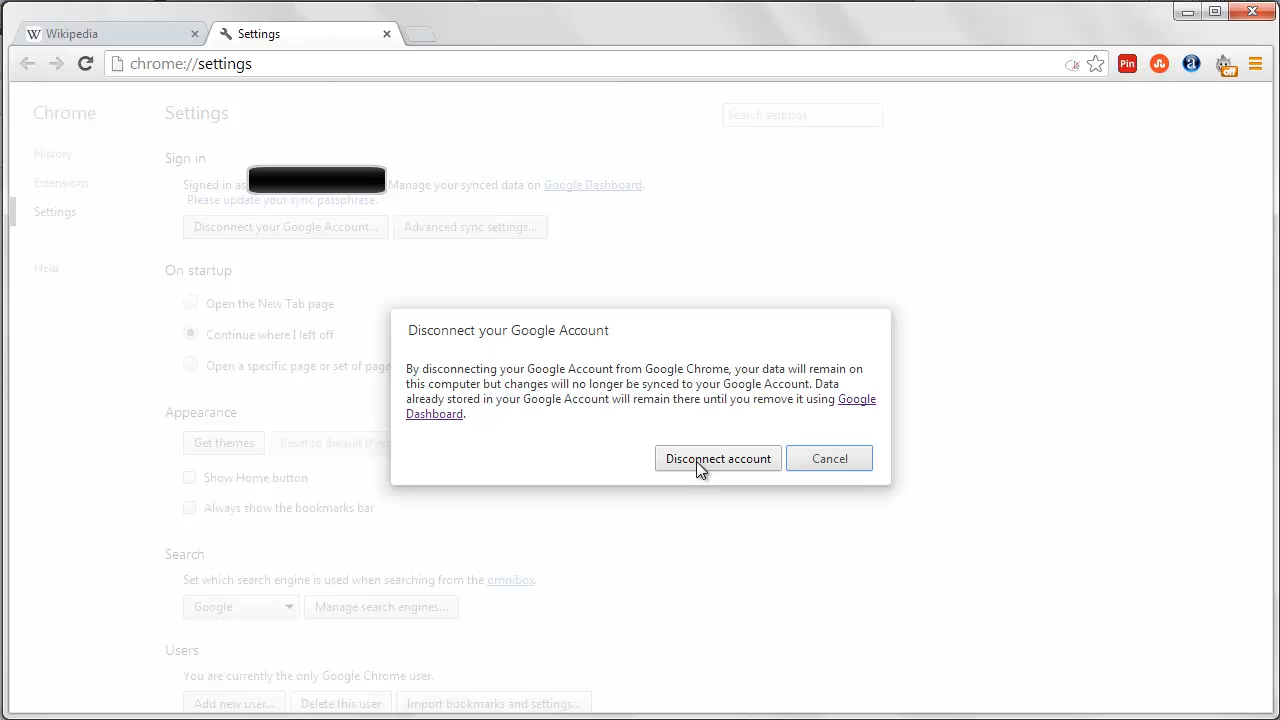 Wikipedia
Settings
chrome://settings
Pin
off
Chrome
Settings
Search settings
History
Extensions
Settings
Help
Sign in
Signed in as
Manage your synced data on Google Dashboard.
Please update your sync passphrase.
Disconnect your Google Account...
Advanced sync settings...
On startup
Open the New Tab page
Continue where I left off
Open a specific page or set of page
Disconnect your Google Account
By disconnecting your Google Account from Google Chrome, your data will remain on
this computer but changes will no longer be synced to your Google Account. Data
already stored in your Google Account will remain there until you remove it using Google
Dashboard.
Disconnect account
Cancel
Appearance
Get themes
Reset to default them
Show Home button
Always show the bookmarks bar
Search
Set which search engine is used when searching from the omnibox.
Google
Manage search engines...
Users
You are currently the only Google Chrome user.
Add new user...
Delete this user
Import bookmarks and settings...